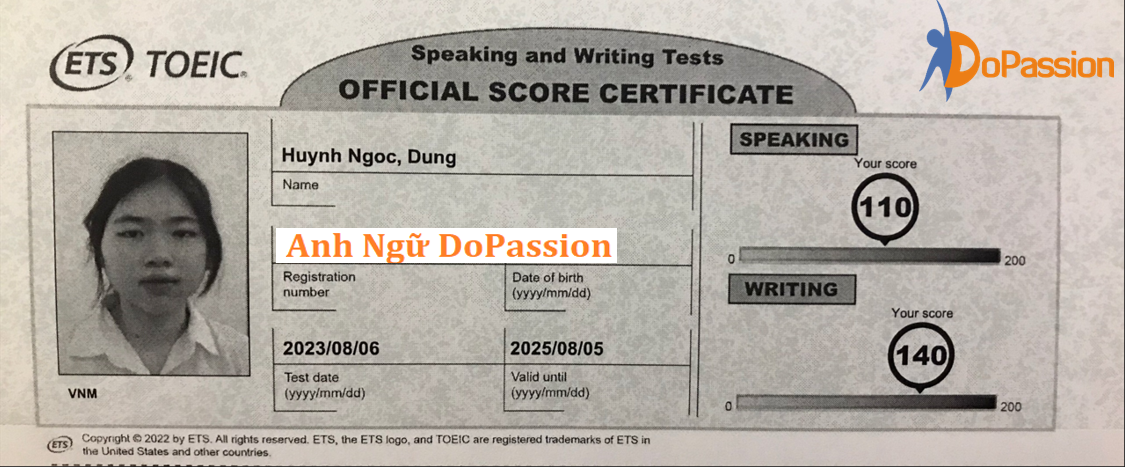 ETS® TOEIC®
Speaking and Writing Tests
OFFICIAL SCORE CERTIFICATE
DoPassion
Huynh Ngoc, Dung
Name
Anh Ngữ DoPassion
Registration
number
Date of birth
(yyyy/mm/dd)
2023/08/06
Test date
(yyyy/mm/dd)
2025/08/05
Valid until
(yyyy/mm/dd)
VNM
SPEAKING
Your score
110
0
200
WRITING
Your score
140
0
200
ETS Copyright © 2022 by ETS. All rights reserved. ETS, the ETS logo, and TOEIC are registered trademarks of ETS in
the United States and other countries.